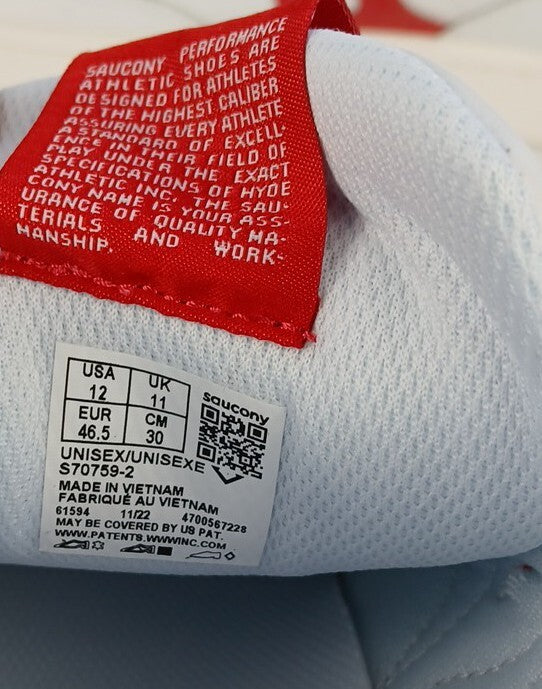 SAUCONY PERFORMANCE
ATHLETIC SHOES ARE
DESIGNED FOR ATHLETES
OF THE HIGHEST CALIBER
ASSURING EVERY ATHLETE
A STANDARD OF EXCELL-
ENCE IN THEIR FIELD OF
PLAY UNDER THE EXACT
SPECIFICATIONS OF HYDE
ATHLETIC INC. THE SAU-
CONY NAME IS YOUR ASS-
URANCE OF QUALITY MA-
TERIALS AND WORK-
MANSHIP.
USA 12
UK 11
EUR 46.5
CM 30
saucony
UNISEX/UNISEXE
S70759-2
MADE IN VIETNAM
FABRIQUÉ AU VIETNAM
61594 11/22 4700567228
MAY BE COVERED BY US PAT.
WWW.PATENTS.WWWINC.COM